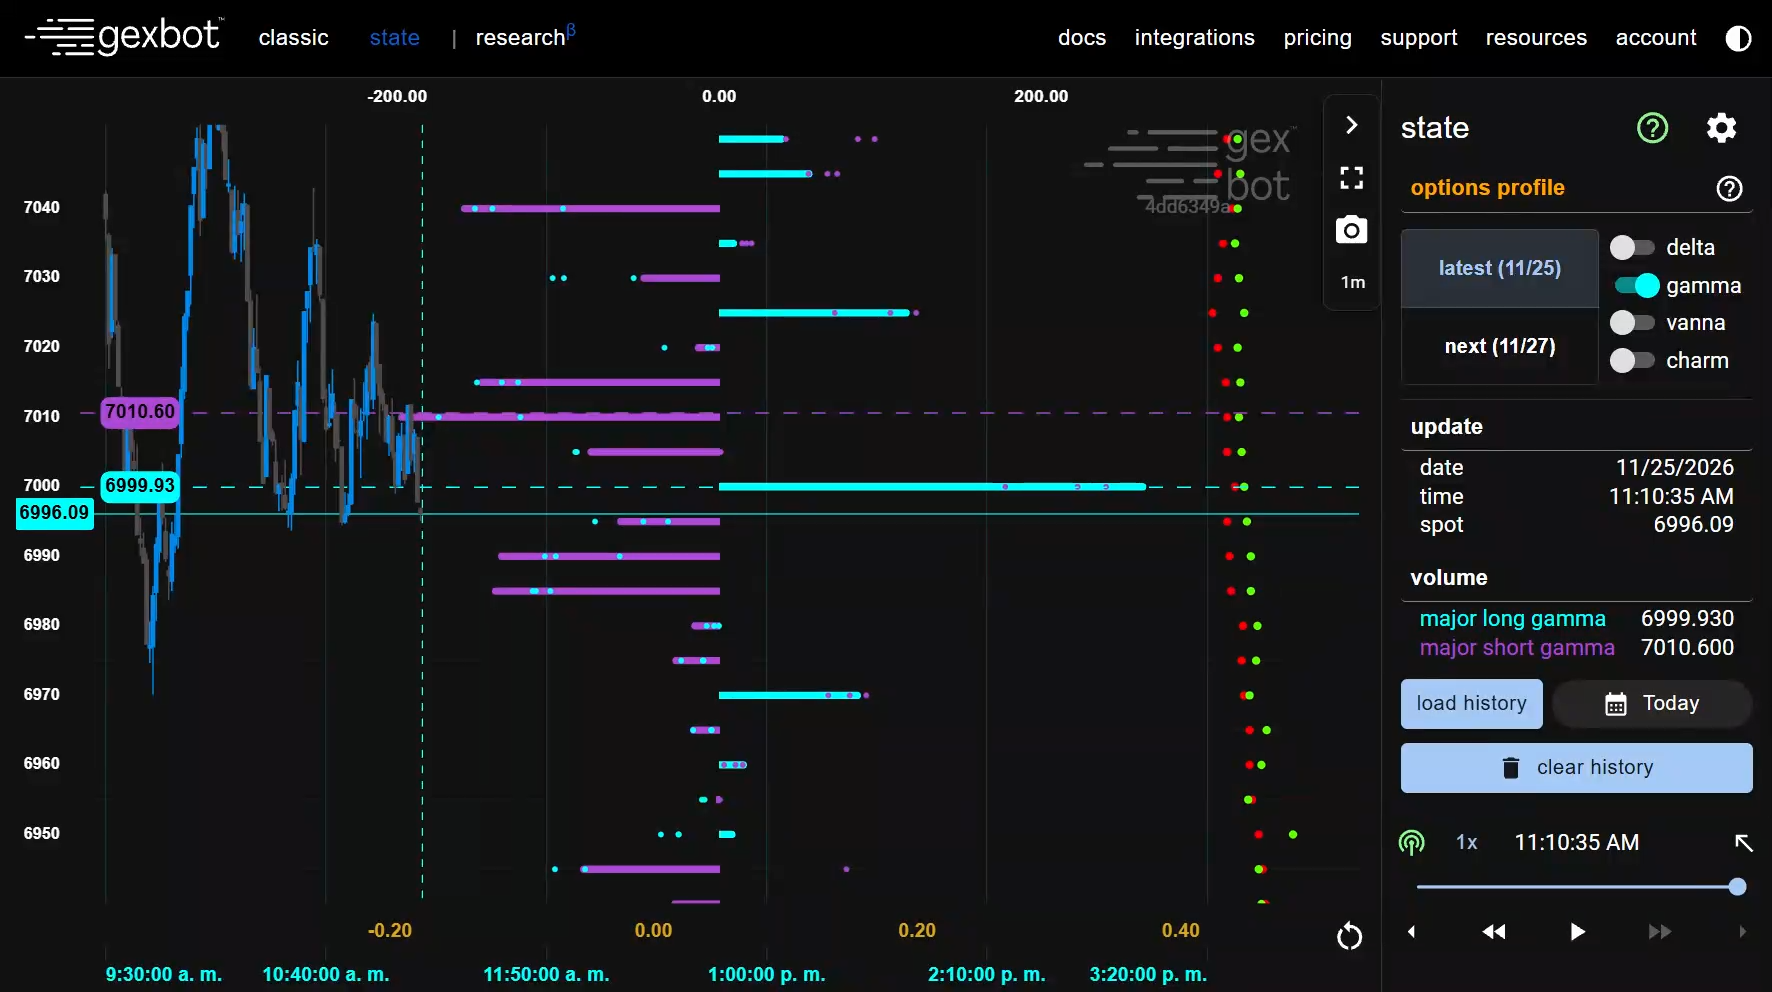 gexbot™
classic
state
|
research β
docs
integrations
pricing
support
resources
account
-200.00
0.00
200.00
gex™
bot
4dd6349a
1m
7040
7030
7020
7010
7000
6990
6980
6970
6960
6950
7010.60
6999.93
6996.09
-0.20
0.00
0.20
0.40
9:30:00 a. m.
10:40:00 a. m.
11:50:00 a. m.
1:00:00 p. m.
2:10:00 p. m.
3:20:00 p. m.
state
options profile
latest (11/25)
next (11/27)
delta
gamma
vanna
charm
update
date 11/25/2026
time 11:10:35 AM
spot 6996.09
volume
major long gamma 6999.930
major short gamma 7010.600
load history
Today
clear history
1x
11:10:35 AM